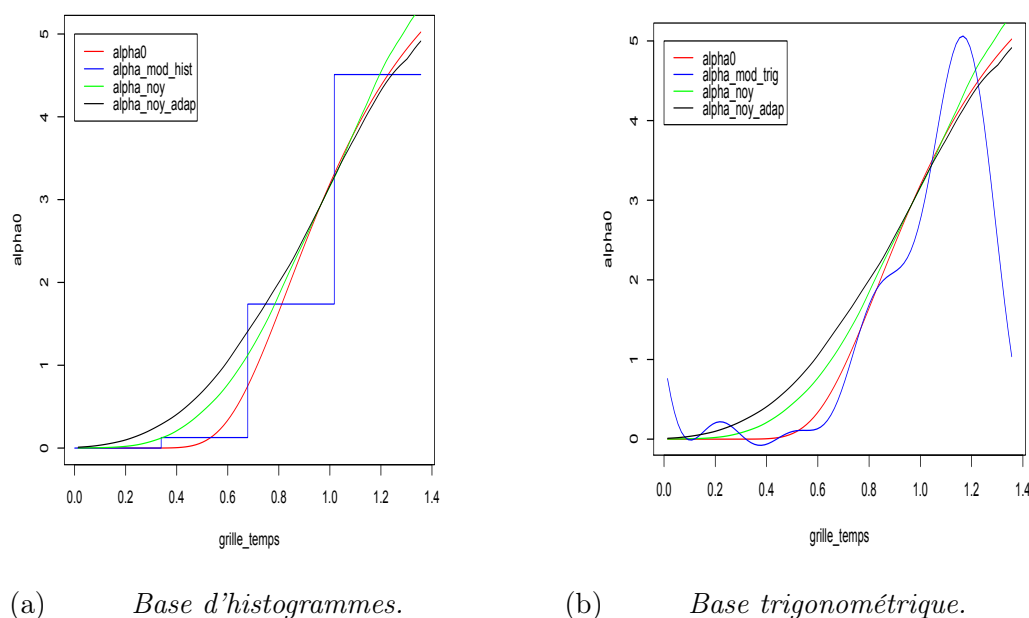 alpha0
alpha_mod_hist
alpha_noy
alpha_noy_adap
alpha0
0 1 2 3 4 5
0.0 0.2 0.4 0.6 0.8 1.0 1.2 1.4
grille_temps
(a) Base d'histogrammes.
alpha0
alpha_mod_trig
alpha_noy
alpha_noy_adap
alpha0
0 1 2 3 4 5
0.0 0.2 0.4 0.6 0.8 1.0 1.2 1.4
grille_temps
(b) Base trigonométrique.